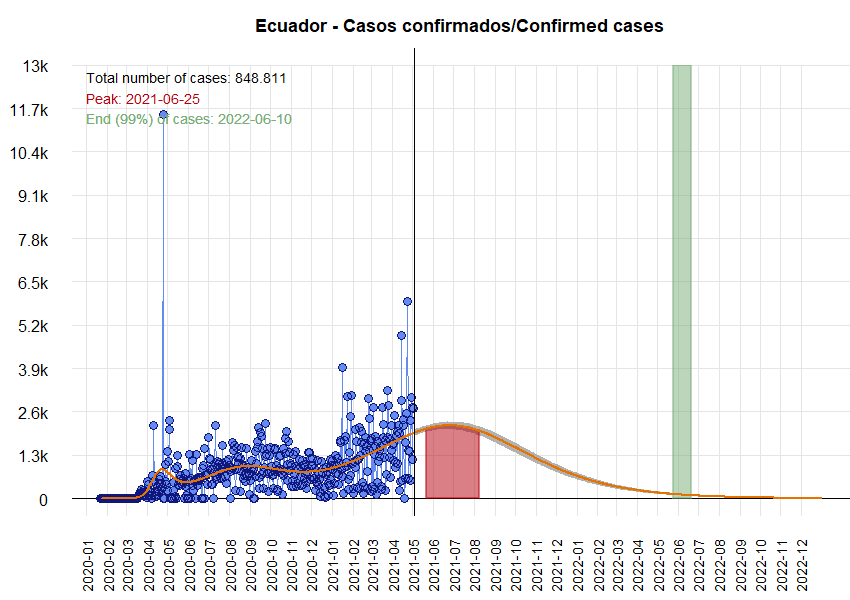 Ecuador - Casos confirmados/Confirmed cases
Total number of cases: 848.811
Peak: 2021-06-25
End (99%) of cases: 2022-06-10
13k
11.7k
10.4k
9.1k
7.8k
6.5k
5.2k
3.9k
2.6k
1.3k
0
2020-01
2020-02
2020-03
2020-04
2020-05
2020-06
2020-07
2020-08
2020-09
2020-10
2020-11
2020-12
2021-01
2021-02
2021-03
2021-04
2021-05
2021-06
2021-07
2021-08
2021-09
2021-10
2021-11
2021-12
2022-01
2022-02
2022-03
2022-04
2022-05
2022-06
2022-07
2022-08
2022-09
2022-10
2022-11
2022-12